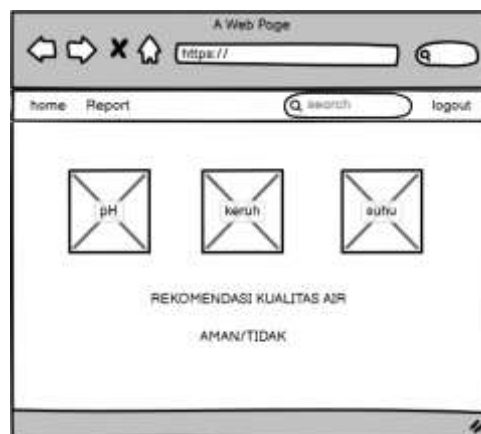 A Web Page
https://
home Report search logout
pH keruh suhu
REKOMENDASI KUALITAS AIR
AMAN/TIDAK